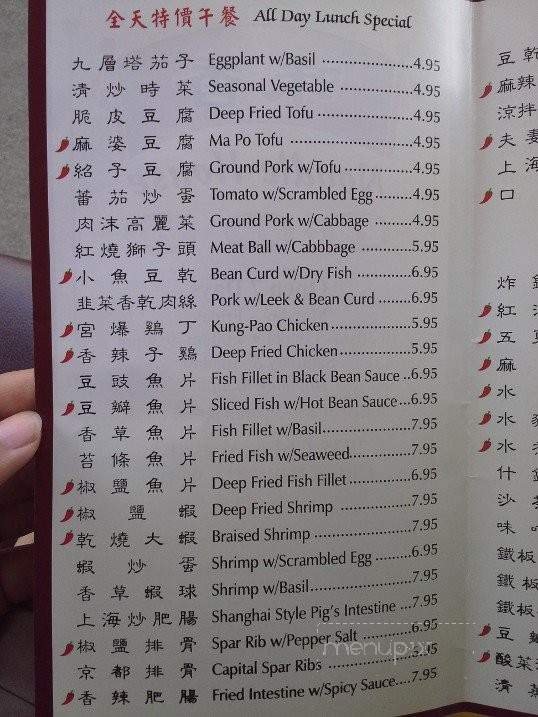 全天特價午餐 All Day Lunch Special
九層塔茄子 Eggplant w/Basil 4.95
清炒時菜 Seasonal Vegetable 4.95
脆皮豆腐 Deep Fried Tofu 4.95
麻婆豆腐 Ma Po Tofu 4.95
紹子豆腐 Ground Pork w/Tofu 4.95
蕃茄炒蛋 Tomato w/Scrambled Egg 4.95
肉沫高麗菜 Ground Pork w/Cabbage 4.95
紅燒獅子頭 Meat Ball w/Cabbbage 5.95
小魚豆乾 Bean Curd w/Dry Fish 6.95
韭菜香乾肉絲 Pork w/Leek & Bean Curd 6.95
宮爆鷄丁 Kung-Pao Chicken 5.95
香辣子鷄 Deep Fried Chicken 5.95
豆豉魚片 Fish Fillet in Black Bean Sauce 6.95
豆瓣魚片 Sliced Fish w/Hot Bean Sauce 6.95
香草魚片 Fish Fillet w/Basil 7.95
苔條魚片 Fried Fish w/Seaweed 7.95
椒鹽魚片 Deep Fried Fish Fillet 6.95
椒鹽蝦 Deep Fried Shrimp 7.95
乾燒大蝦 Braised Shrimp 7.95
蝦炒蛋 Shrimp w/Scrambled Egg 6.95
香草蝦球 Shrimp w/Basil 7.95
上海炒肥腸 Shanghai Style Pig's Intestine 7.95
椒鹽排骨 Spar Rib w/Pepper Salt 6.95
京都排骨 Capital Spar Ribs
香辣肥腸 Fried Intestine w/Spicy Sauce 7.95
豆乾
麻辣
涼拌
夫妻
上海
口
炸
紅
五
麻
水
水
水
什
沙
味
鐵板
鐵板
鐵板
豆
酸菜
清
menupix